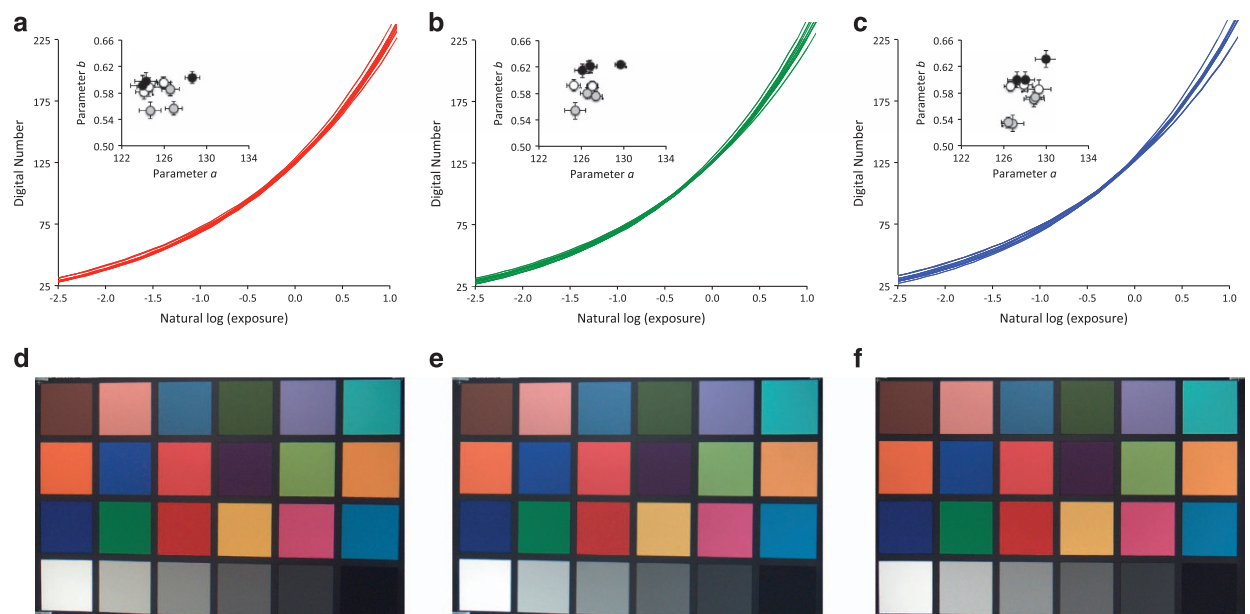 a
225
175
125
75
25
Digital Number
-2.5 -2.0 -1.5 -1.0 -0.5 0.0 0.5 1.0
Natural log (exposure)
0.66
0.62
0.58
0.54
0.50
Parameter b
122 126 130 134
Parameter a
b
225
175
125
75
25
Digital Number
-2.5 -2.0 -1.5 -1.0 -0.5 0.0 0.5 1.0
Natural log (exposure)
0.66
0.62
0.58
0.54
0.50
Parameter b
122 126 130 134
Parameter a
c
225
175
125
75
25
Digital Number
-2.5 -2.0 -1.5 -1.0 -0.5 0.0 0.5 1.0
Natural log (exposure)
0.66
0.62
0.58
0.54
0.50
Parameter b
122 126 130 134
Parameter a
d
e
f